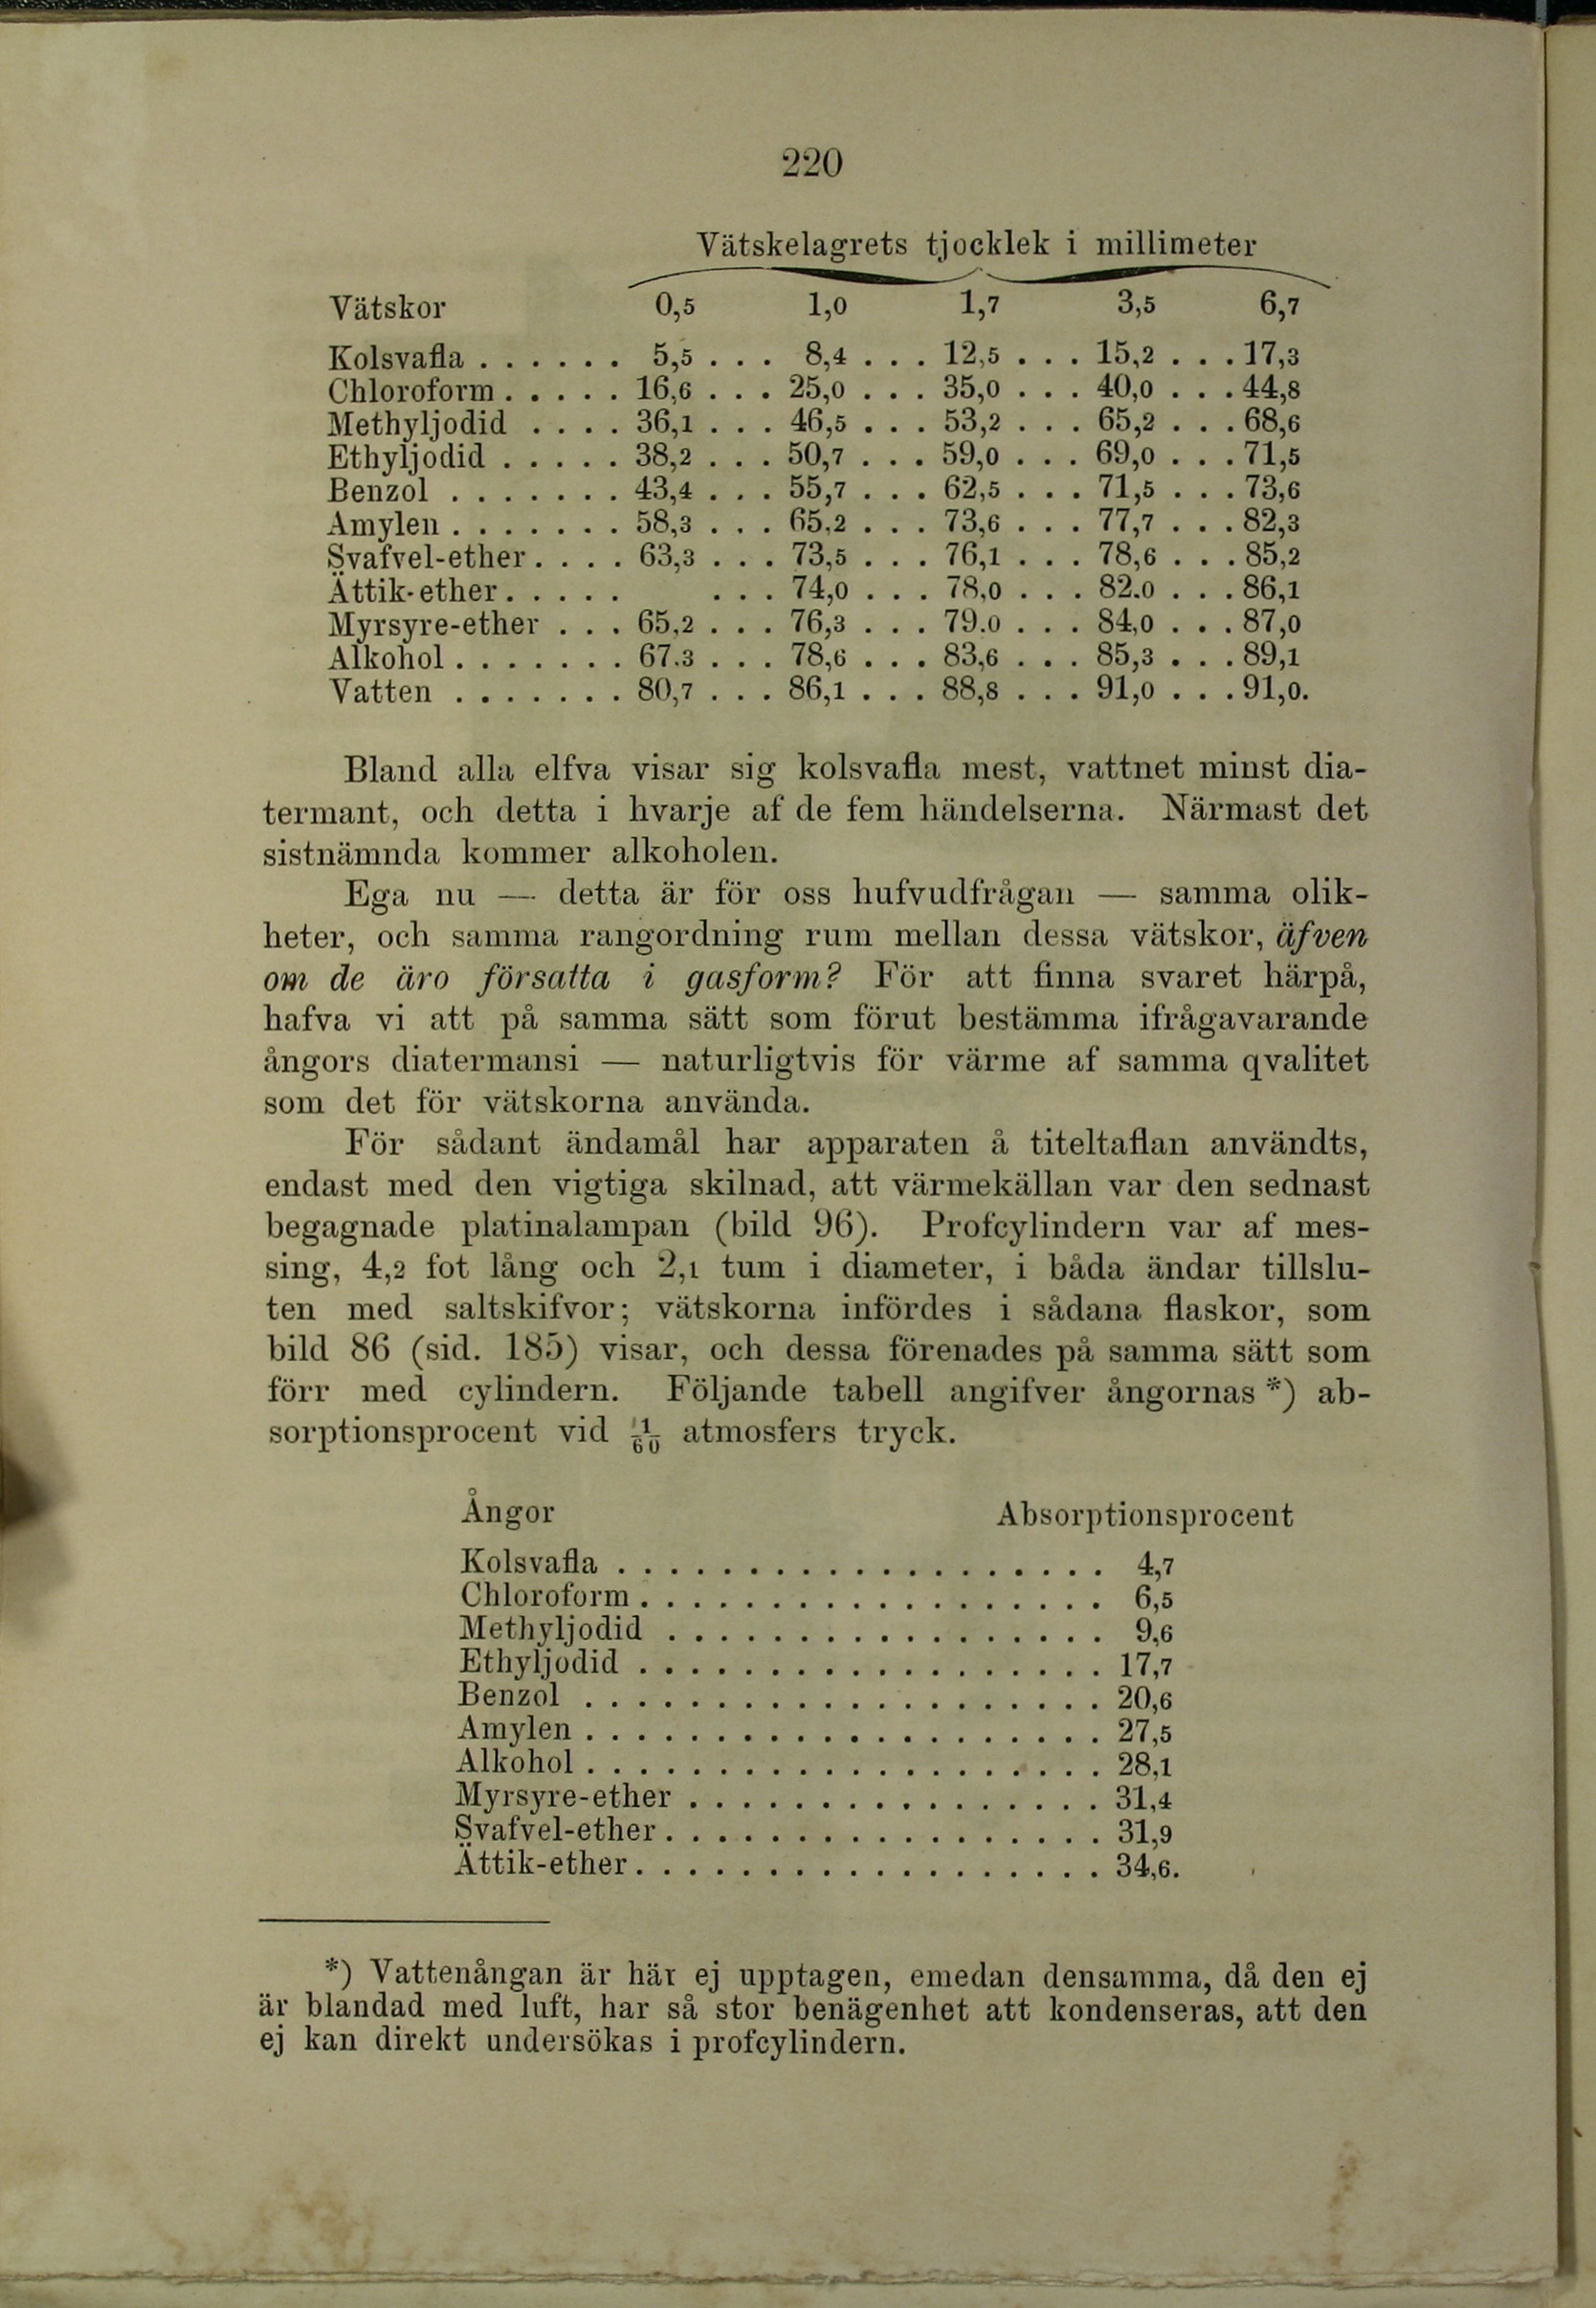 220
Vätskelagrets tjocklek i millimeter
Vätskor 0,5 1,0 1,7 3,5 6,7
Kolsvafla . . . . . . 5,5 . . . 8,4 . . . 12,5 . . . 15,2 . . . 17,3
Chloroform . . . . . 16,6 . . . 25,0 . . . 35,0 . . . 40,0 . . . 44,8
Methyljodid . . . . 36,1 . . . 46,5 . . . 53,2 . . . 65,2 . . . 68,6
Ethyljodid . . . . . 38,2 . . . 50,7 . . . 59,0 . . . 69,0 . . . 71,5
Benzol . . . . . . . 43,4 . . . 55,7 . . . 62,5 . . . 71,5 . . . 73,6
Amylen . . . . . . . 58,3 . . . 65,2 . . . 73,6 . . . 77,7 . . . 82,3
Svafvel-ether . . . . 63,3 . . . 73,5 . . . 76,1 . . . 78,6 . . . 85,2
Ättik-ether . . . . . . . . 74,0 . . . 78,0 . . . 82.0 . . . 86,1
Myrsyre-ether . . . 65,2 . . . 76,3 . . . 79.0 . . . 84,0 . . . 87,0
Alkohol . . . . . . . 67.3 . . . 78,6 . . . 83,6 . . . 85,3 . . . 89,1
Vatten . . . . . . . 80,7 . . . 86,1 . . . 88,8 . . . 91,0 . . . 91,0.
Bland alla elfva visar sig kolsvafla mest, vattnet minst dia-
termant, och detta i hvarje af de fem händelserna. Närmast det
sistnämnda kommer alkoholen.
Ega nu — detta är för oss hufvudfrågan — samma olik-
heter, och samma rangordning rum mellan dessa vätskor, äfven
om de äro försatta i gasform? För att finna svaret härpå,
hafva vi att på samma sätt som förut bestämma ifrågavarande
ångors diatermansi — naturligtvis för värme af samma qvalitet
som det för vätskorna använda.
För sådant ändamål har apparaten å titeltaflan användts,
endast med den vigtiga skilnad, att värmekällan var den sednast
begagnade platinalampan (bild 96). Profcylindern var af mes-
sing, 4,2 fot lång och 2,1 tum i diameter, i båda ändar tillslu-
ten med saltskifvor; vätskorna infördes i sådana flaskor, som
bild 86 (sid. 185) visar, och dessa förenades på samma sätt som
förr med cylindern. Följande tabell angifver ångornas *) ab-
sorptionsprocent vid 1/60 atmosfers tryck.
Ångor Absorptionsprocent
Kolsvafla . . . . . . . . . . . . . . . . . . . 4,7
Chloroform . . . . . . . . . . . . . . . . . . 6,5
Methyljodid . . . . . . . . . . . . . . . . . 9,6
Ethyljodid . . . . . . . . . . . . . . . . . . 17,7
Benzol . . . . . . . . . . . . . . . . . . . . 20,6
Amylen . . . . . . . . . . . . . . . . . . . . 27,5
Alkohol . . . . . . . . . . . . . . . . . . . . 28,1
Myrsyre-ether . . . . . . . . . . . . . . . . 31,4
Svafvel-ether . . . . . . . . . . . . . . . . . 31,9
Ättik-ether . . . . . . . . . . . . . . . . . . 34,6.
*) Vattenångan är här ej upptagen, emedan densamma, då den ej
är blandad med luft, har så stor benägenhet att kondenseras, att den
ej kan direkt undersökas i profcylindern.